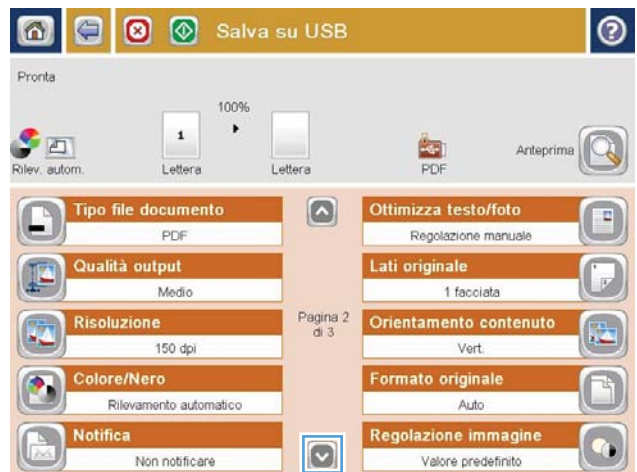 Salva su USB
?
Pronta
100%
1
Rilev. autom.
Lettera
Lettera
PDF
Anteprima
Tipo file documento
PDF
Ottimizza testo/foto
Regolazione manuale
Qualità output
Medio
Lati originale
1 facciata
Risoluzione
150 dpi
Pagina 2
di 3
Orientamento contenuto
Vert.
Colore/Nero
Rilevamento automatico
Formato originale
Auto
Notifica
Non notificare
Regolazione immagine
Valore predefinito